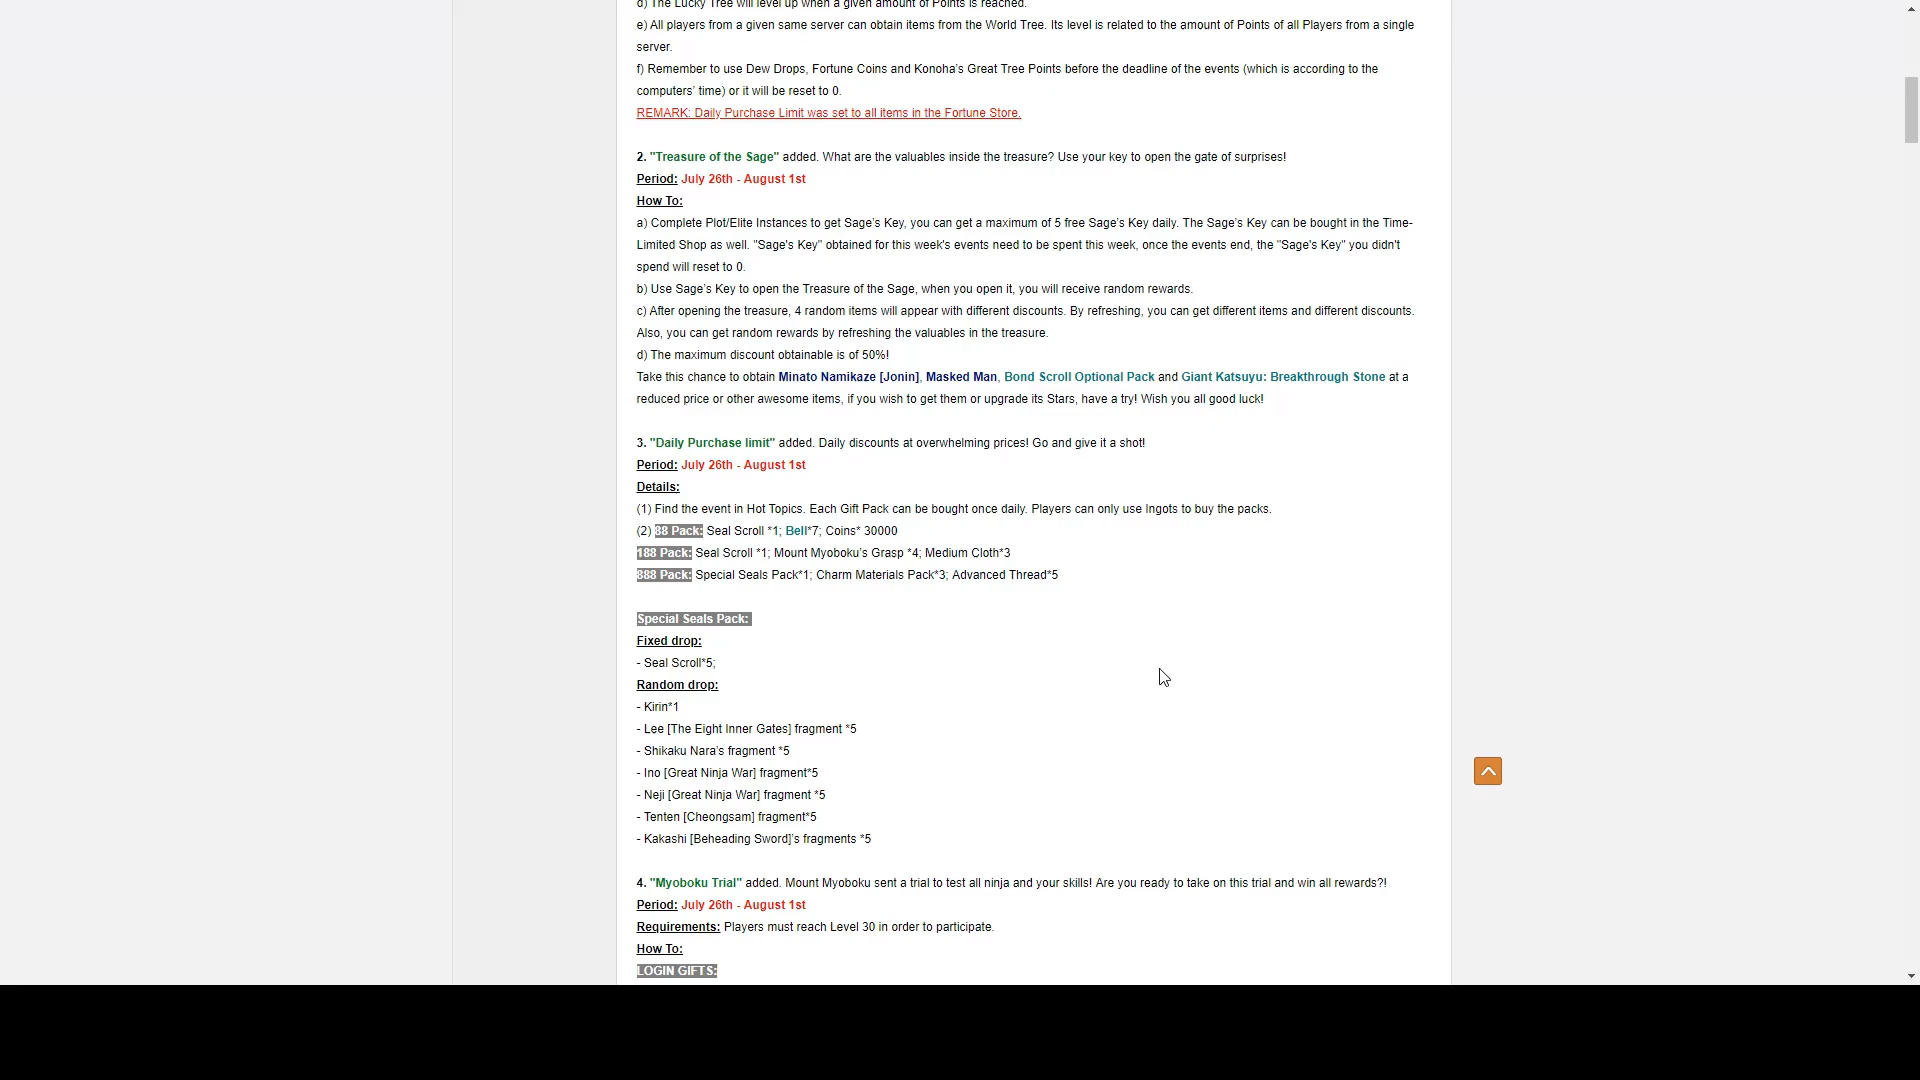 d) The Lucky Tree will level up when a given amount of Points is reached.
e) All players from a given same server can obtain items from the World Tree. Its level is related to the amount of Points of all Players from a single
server.
f) Remember to use Dew Drops, Fortune Coins and Konoha's Great Tree Points before the deadline of the events (which is according to the
computers' time) or it will be reset to 0.
REMARK: Daily Purchase Limit was set to all items in the Fortune Store.
2. "Treasure of the Sage" added. What are the valuables inside the treasure? Use your key to open the gate of surprises!
Period: July 26th - August 1st
How To:
a) Complete Plot/Elite Instances to get Sage's Key, you can get a maximum of 5 free Sage's Key daily. The Sage's Key can be bought in the Time-
Limited Shop as well. "Sage's Key" obtained for this week's events need to be spent this week, once the events end, the "Sage's Key" you didn't
spend will reset to 0.
b) Use Sage's Key to open the Treasure of the Sage, when you open it, you will receive random rewards.
c) After opening the treasure, 4 random items will appear with different discounts. By refreshing, you can get different items and different discounts.
Also, you can get random rewards by refreshing the valuables in the treasure.
d) The maximum discount obtainable is of 50%!
Take this chance to obtain Minato Namikaze [Jonin], Masked Man, Bond Scroll Optional Pack and Giant Katsuyu: Breakthrough Stone at a
reduced price or other awesome items, if you wish to get them or upgrade its Stars, have a try! Wish you all good luck!
3. "Daily Purchase limit" added. Daily discounts at overwhelming prices! Go and give it a shot!
Period: July 26th - August 1st
Details:
(1) Find the event in Hot Topics. Each Gift Pack can be bought once daily. Players can only use Ingots to buy the packs.
(2) 38 Pack: Seal Scroll *1; Bell*7; Coins* 30000
188 Pack: Seal Scroll *1; Mount Myoboku's Grasp *4; Medium Cloth*3
888 Pack: Special Seals Pack*1; Charm Materials Pack*3; Advanced Thread*5
Special Seals Pack:
Fixed drop:
- Seal Scroll*5;
Random drop:
- Kirin*1
- Lee [The Eight Inner Gates] fragment *5
- Shikaku Nara's fragment *5
- Ino [Great Ninja War] fragment*5
- Neji [Great Ninja War] fragment *5
- Tenten [Cheongsam] fragment*5
- Kakashi [Beheading Sword]'s fragments *5
4. "Myoboku Trial" added. Mount Myoboku sent a trial to test all ninja and your skills! Are you ready to take on this trial and win all rewards?!
Period: July 26th - August 1st
Requirements: Players must reach Level 30 in order to participate.
How To:
LOGIN GIFTS: